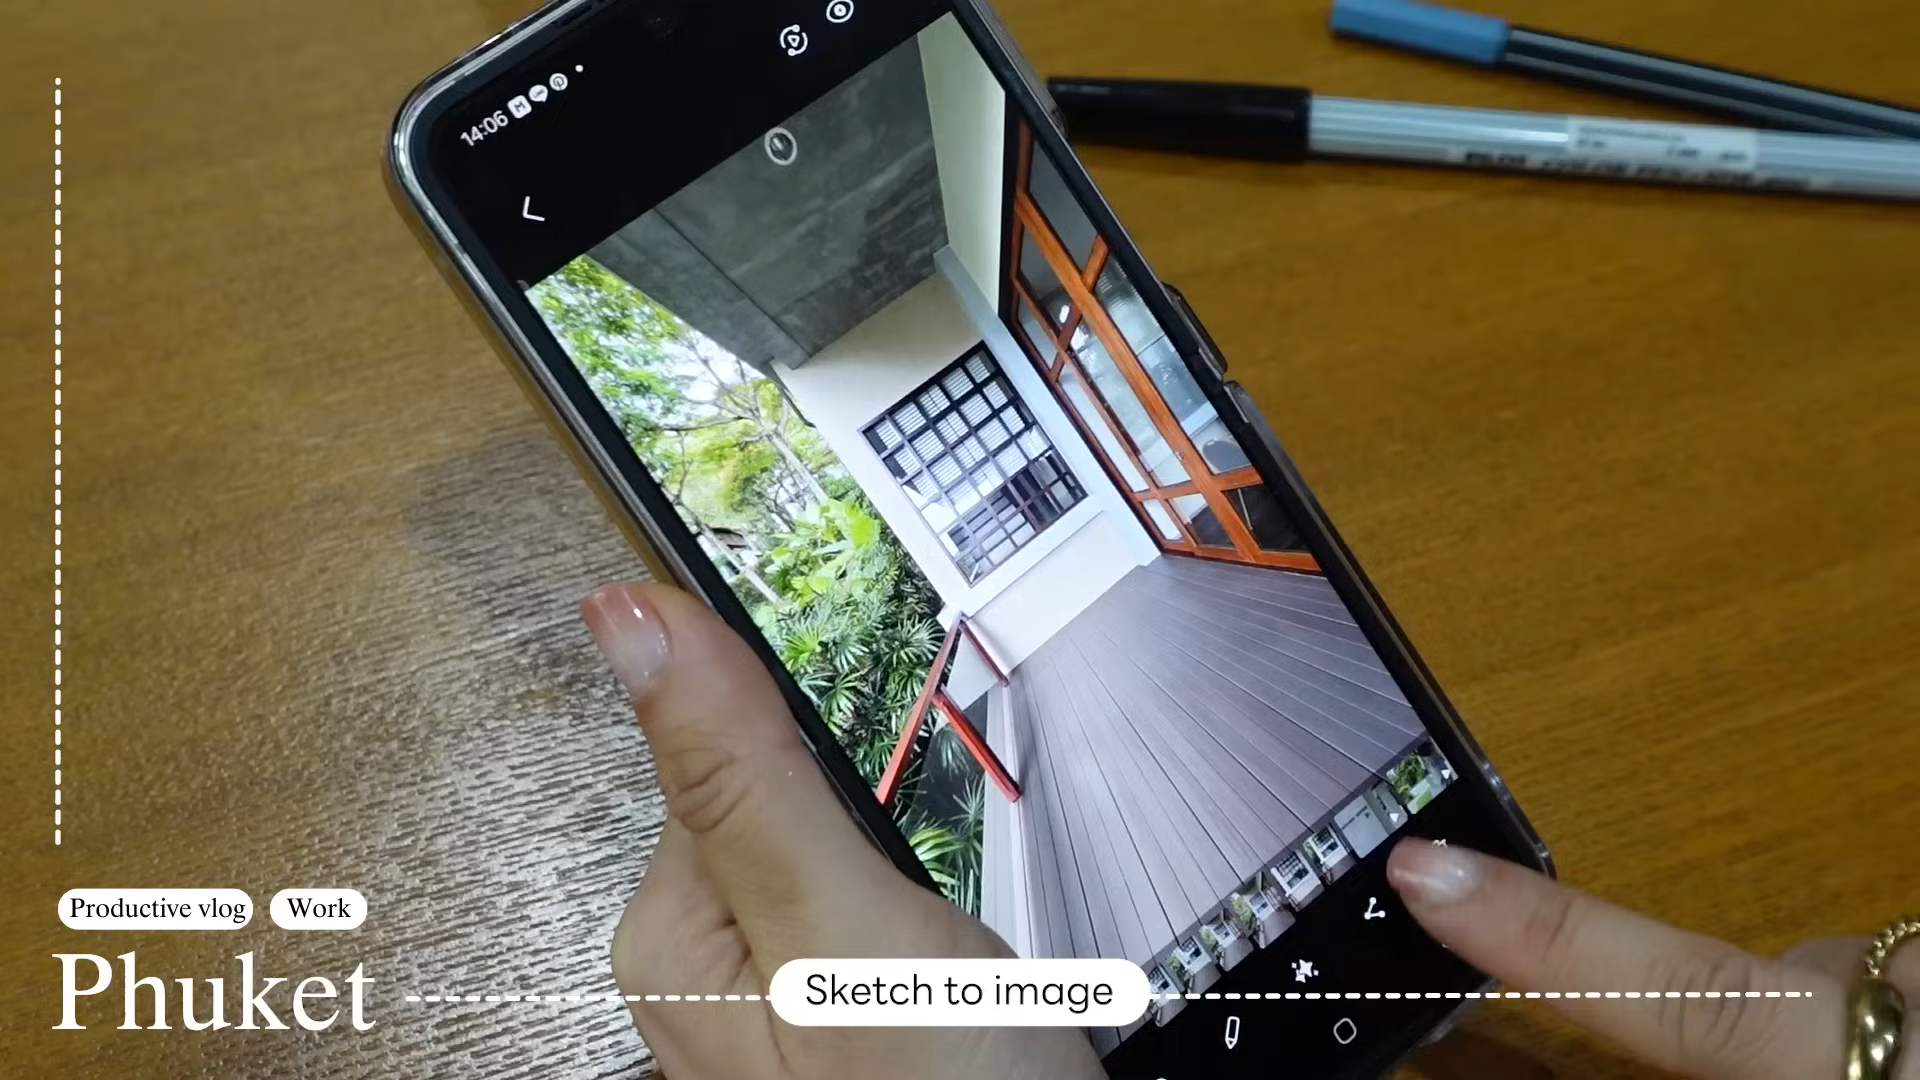 14:06
Productive vlog
Work
Phuket
Sketch to image